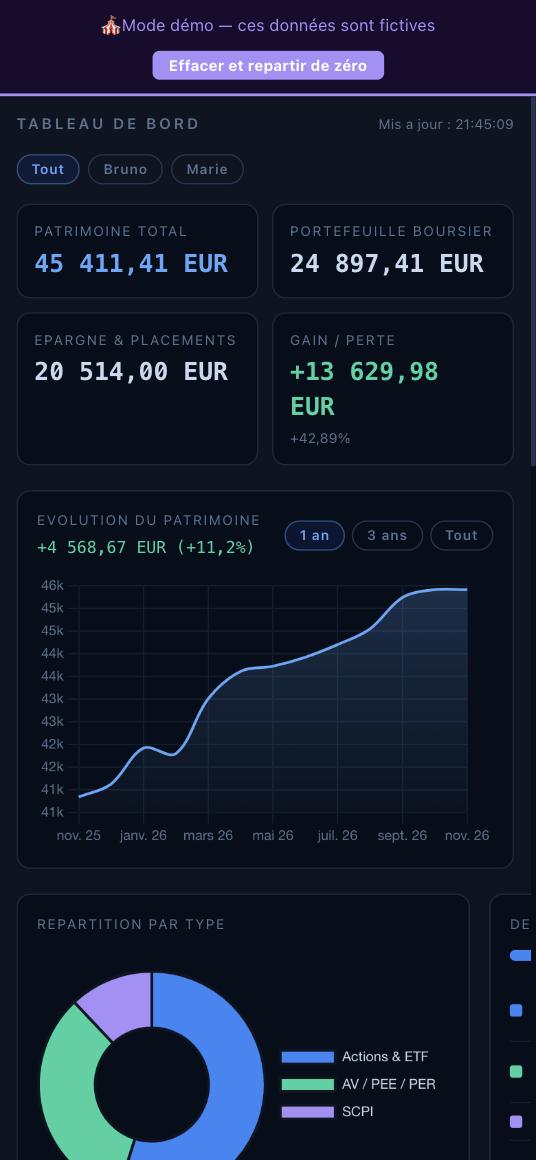 🎪Mode démo — ces données sont fictives
Effacer et repartir de zéro
TABLEAU DE BORD
Mis a jour : 21:45:09
Tout
Bruno
Marie
PATRIMOINE TOTAL
45 411,41 EUR
PORTEFEUILLE BOURSIER
24 897,41 EUR
EPARGNE & PLACEMENTS
20 514,00 EUR
GAIN / PERTE
+13 629,98
EUR
+42,89%
EVOLUTION DU PATRIMOINE
+4 568,67 EUR (+11,2%)
1 an
3 ans
Tout
46k
45k
45k
44k
44k
43k
43k
42k
42k
41k
41k
nov. 25
janv. 26
mars 26
mai 26
juil. 26
sept. 26
nov. 26
REPARTITION PAR TYPE
Actions & ETF
AV / PEE / PER
SCPI
DE